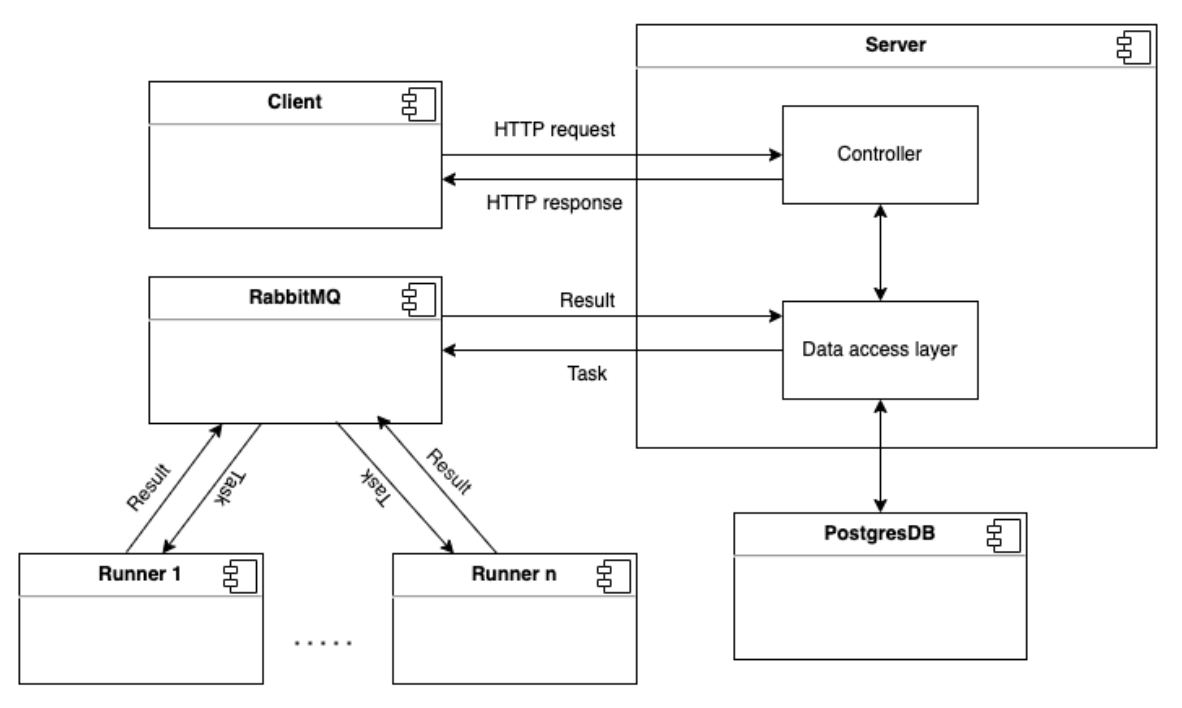 Server
Client
HTTP request
Controller
HTTP response
RabbitMQ
Result
Data access layer
Task
Result
Task
Task
Result
PostgresDB
Runner 1
Runner n
.....